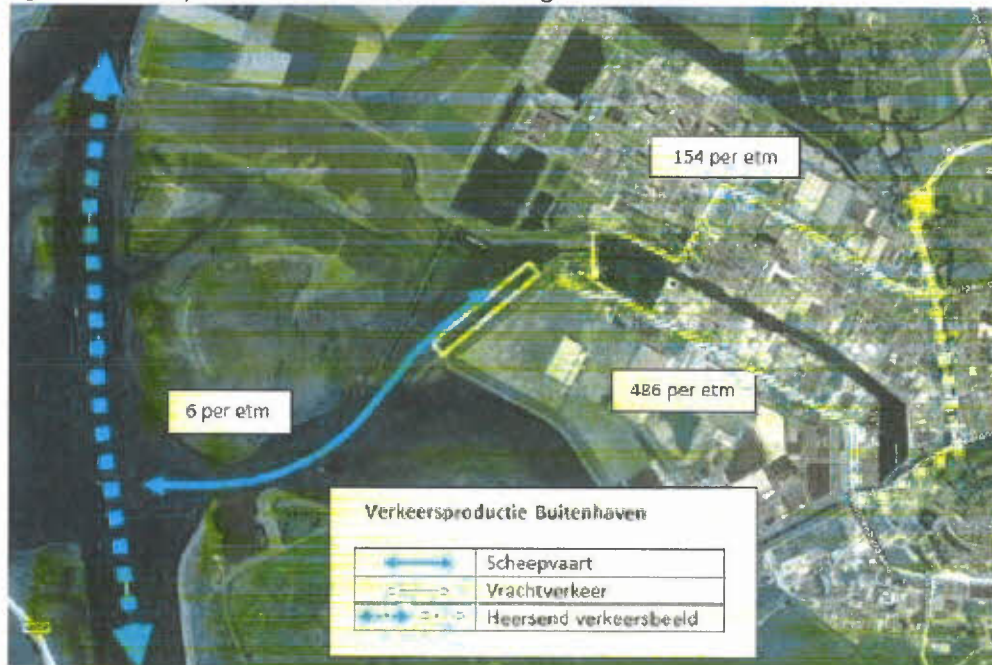 154 per etm
486 per etm
6 per etm
Verkeersproductie Buitenhaven
Scheepvaart
Vrachtverkeer
Heersend verkeersbeeld